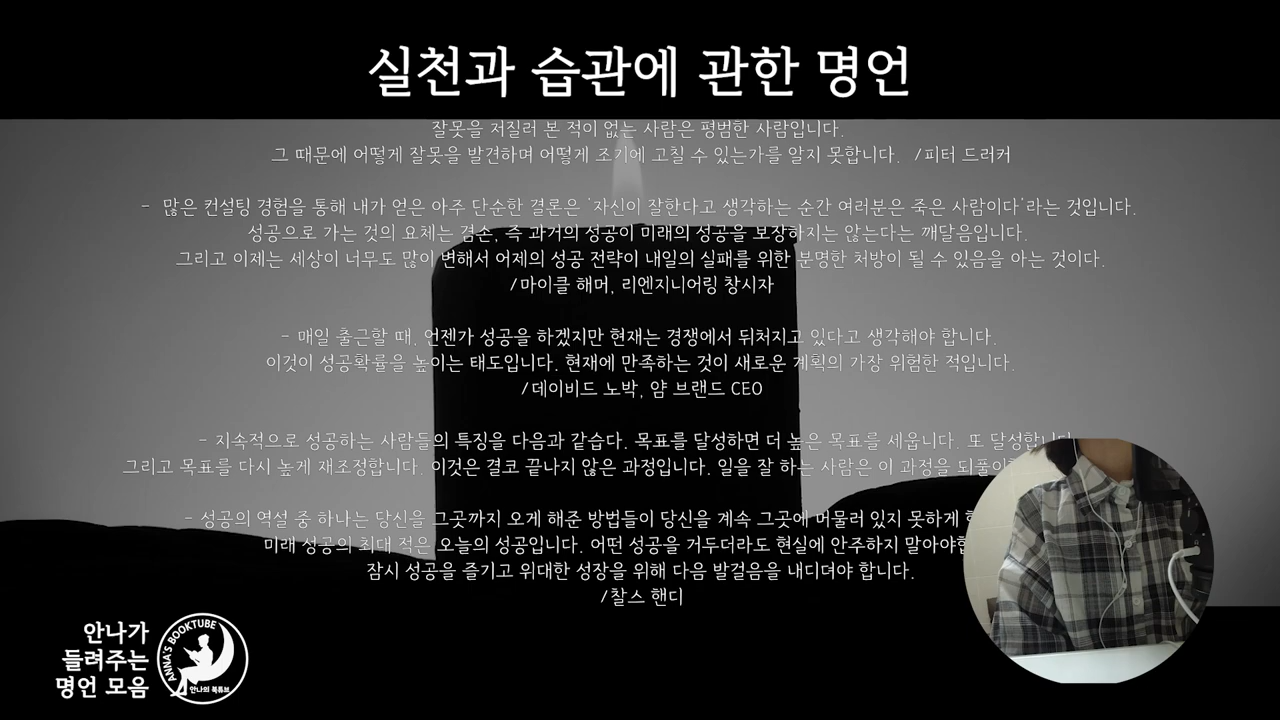 실천과 습관에 관한 명언
잘못을 저질러 본 적이 없는 사람은 평범한 사람입니다.
그 때문에 어떻게 잘못을 발견하며 어떻게 조기에 고칠 수 있는가를 알지 못합니다. /피터 드러커
- 많은 컨설팅 경험을 통해 내가 얻은 아주 단순한 결론은 '자신이 잘한다고 생각하는 순간 여러분은 죽은 사람이다'라는 것입니다.
성공으로 가는 것의 요체는 겸손, 즉 과거의 성공이 미래의 성공을 보장하지는 않는다는 깨달음입니다.
그리고 이제는 세상이 너무도 많이 변해서 어제의 성공 전략이 내일의 실패를 위한 분명한 처방이 될 수 있음을 아는 것이다.
/마이클 해머, 리엔지니어링 창시자
- 매일 출근할 때, 언젠가 성공을 하겠지만 현재는 경쟁에서 뒤처지고 있다고 생각해야 합니다.
이것이 성공확률을 높이는 태도입니다. 현재에 만족하는 것이 새로운 계획의 가장 위험한 적입니다.
/데이비드 노박, 얌 브랜드 CEO
- 지속적으로 성공하는 사람들의 특징을 다음과 같습다. 목표를 달성하면 더 높은 목표를 세웁니다. 또 달성합니다
그리고 목표를 다시 높게 재조정합니다. 이것은 결코 끝나지 않은 과정입니다. 일을 잘 하는 사람은 이 과정을
- 성공의 역설 중 하나는 당신을 그곳까지 오게 해준 방법들이 당신을 계속 그곳에 머물러 있지 못하게
미래 성공의 최대 적은 오늘의 성공입니다. 어떤 성공을 거두더라도 현실에 안주하지 말아야
잠시 성공을 즐기고 위대한 성장을 위해 다음 발걸음을 내디뎌야 합니다.
/찰스 핸디
안나가
들려주는
명언 모음
ANNA'S BOOKTUBE
안나의 북튜브